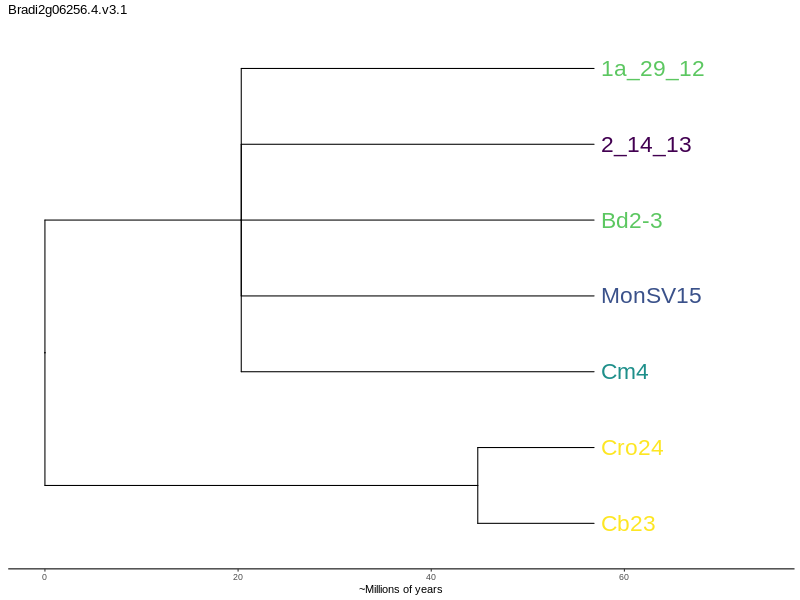 Bradi2g06256.4.v3.1
1a_29_12
2_14_13
Bd2-3
MonSV15
Cm4
Cro24
Cb23
0 20 40 60
~Millions of years